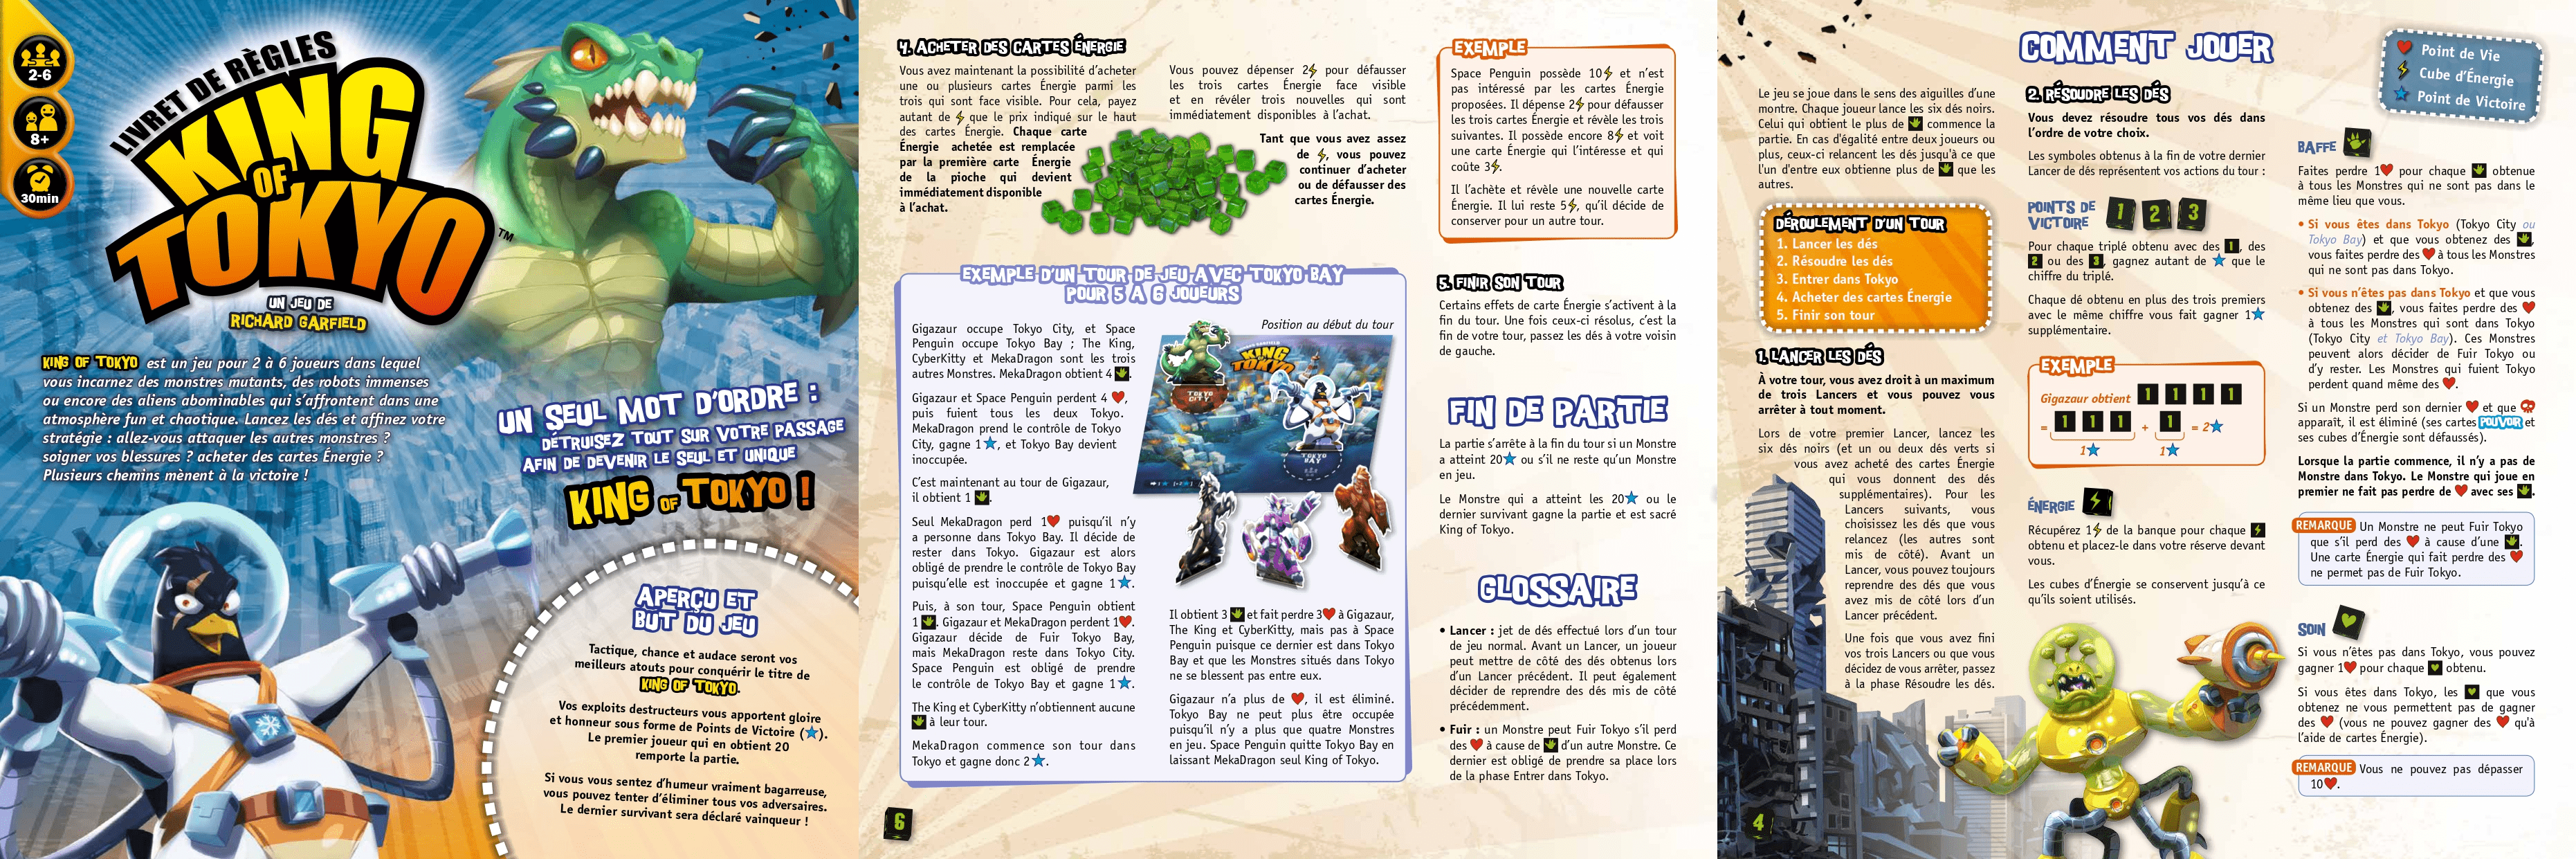 2-6
8+
30min
LIVRET DE RÈGLES
KING
OF
TOKYO
TM
UN JEU DE
RICHARD GARFIELD
KING OF TOKYO est un jeu pour 2 à 6 joueurs dans lequel
vous incarnez des monstres mutants, des robots immenses
ou encore des aliens abominables qui s'affrontent dans une
atmosphère fun et chaotique. Lancez les dés et affinez votre
stratégie : allez-vous attaquer les autres monstres ?
soigner vos blessures ? acheter des cartes Énergie ?
Plusieurs chemins mènent à la victoire !
UN SEUL MOT D'ORDRE :
DÉTRUISEZ TOUT SUR VOTRE PASSAGE
AFIN DE DEVENIR LE SEUL ET UNIQUE
KING OF TOKYO !
APERÇU ET
BUT DU JEU
Tactique, chance et audace seront vos
meilleurs atouts pour conquérir le titre de
KING OF TOKYO.
Vos exploits destructeurs vous apportent gloire
et honneur sous forme de Points de Victoire (★).
Le premier joueur qui en obtient 20
remporte la partie.
Si vous vous sentez d'humeur vraiment bagarreuse,
vous pouvez tenter d'éliminer tous vos adversaires.
Le dernier survivant sera déclaré vainqueur !
4. ACHETER DES CARTES ÉNERGIE
Vous avez maintenant la possibilité d'acheter
une ou plusieurs cartes Énergie parmi les
trois qui sont face visible. Pour cela, payez
autant de ⚡ que le prix indiqué sur le haut
des cartes Énergie. Chaque carte
Énergie achetée est remplacée
par la première carte Énergie
de la pioche qui devient
immédiatement disponible
à l'achat.
Vous pouvez dépenser 2⚡ pour défausser
les trois cartes Énergie face visible
et en révéler trois nouvelles qui sont
immédiatement disponibles à l'achat.
Tant que vous avez assez
de ⚡, vous pouvez
continuer d'acheter
ou de défausser des
cartes Énergie.
EXEMPLE D'UN TOUR DE JEU AVEC TOKYO BAY
POUR 5 A 6 JOUEURS
Gigazaur occupe Tokyo City, et Space
Penguin occupe Tokyo Bay ; The King,
CyberKitty et MekaDragon sont les trois
autres Monstres. MekaDragon obtient 4 .
Gigazaur et Space Penguin perdent 4 ♥,
puis fuient tous les deux Tokyo.
MekaDragon prend le contrôle de Tokyo
City, gagne 1★, et Tokyo Bay devient
inoccupée.
C'est maintenant au tour de Gigazaur,
il obtient 1 .
Seul MekaDragon perd 1♥ puisqu'il n'y
a personne dans Tokyo Bay. Il décide de
rester dans Tokyo. Gigazaur est alors
obligé de prendre le contrôle de Tokyo Bay
puisqu'elle est inoccupée et gagne 1★.
Puis, à son tour, Space Penguin obtient
1 . Gigazaur et MekaDragon perdent 1♥.
Gigazaur décide de Fuir Tokyo Bay,
mais MekaDragon reste dans Tokyo City.
Space Penguin est obligé de prendre
le contrôle de Tokyo Bay et gagne 1★.
The King et CyberKitty n'obtiennent aucune
à leur tour.
MekaDragon commence son tour dans
Tokyo et gagne donc 2★.
Position au début du tour
KING
TOKYO
TOKYO
CITY
TOKYO
BAY
Il obtient 3 et fait perdre 3♥ à Gigazaur,
The King et CyberKitty, mais pas à Space
Penguin puisque ce dernier est dans Tokyo
Bay et que les Monstres situés dans Tokyo
ne se blessent pas entre eux.
Gigazaur n'a plus de ♥, il est éliminé.
Tokyo Bay ne peut plus être occupée
puisqu'il n'y a plus que quatre Monstres
en jeu. Space Penguin quitte Tokyo Bay en
laissant MekaDragon seul King of Tokyo.
6
EXEMPLE
Space Penguin possède 10⚡ et n'est
pas intéressé par les cartes Énergie
proposées. Il dépense 2⚡ pour défausser
les trois cartes Énergie et révèle les trois
suivantes. Il possède encore 8⚡ et voit
une carte Énergie qui l'intéresse et qui
coûte 3⚡.
Il l'achète et révèle une nouvelle carte
Énergie. Il lui reste 5⚡, qu'il décide de
conserver pour un autre tour.
5. FINIR SON TOUR
Certains effets de carte Énergie s'activent à la
fin du tour. Une fois ceux-ci résolus, c'est la
fin de votre tour, passez les dés à votre voisin
de gauche.
FIN DE PARTIE
La partie s'arrête à la fin du tour si un Monstre
a atteint 20★ ou s'il ne reste qu'un Monstre
en jeu.
Le Monstre qui a atteint les 20★ ou le
dernier survivant gagne la partie et est sacré
King of Tokyo.
GLOSSAIRE
• Lancer : jet de dés effectué lors d'un tour
de jeu normal. Avant un Lancer, un joueur
peut mettre de côté des dés obtenus lors
d'un Lancer précédent. Il peut également
décider de reprendre des dés mis de côté
précédemment.
• Fuir : un Monstre peut Fuir Tokyo s'il perd
des ♥ à cause de d'un autre Monstre. Ce
dernier est obligé de prendre sa place lors
de la phase Entrer dans Tokyo.
COMMENT JOUER
♥ Point de Vie
⚡ Cube d'Énergie
★ Point de Victoire
Le jeu se joue dans le sens des aiguilles d'une
montre. Chaque joueur lance les six dés noirs.
Celui qui obtient le plus de commence la
partie. En cas d'égalité entre deux joueurs ou
plus, ceux-ci relancent les dés jusqu'à ce que
l'un d'entre eux obtienne plus de que les
autres.
DÉROULEMENT D'UN TOUR
1. Lancer les dés
2. Résoudre les dés
3. Entrer dans Tokyo
4. Acheter des cartes Énergie
5. Finir son tour
1. LANCER LES DÉS
À votre tour, vous avez droit à un maximum
de trois Lancers et vous pouvez vous
arrêter à tout moment.
Lors de votre premier Lancer, lancez les
six dés noirs (et un ou deux dés verts si
vous avez acheté des cartes Énergie
qui vous donnent des dés
supplémentaires). Pour les
Lancers suivants, vous
choisissez les dés que vous
relancez (les autres sont
mis de côté). Avant un
Lancer, vous pouvez toujours
reprendre des dés que vous
avez mis de côté lors d'un
Lancer précédent.
Une fois que vous avez fini
vos trois Lancers ou que vous
décidez de vous arrêter, passez
à la phase Résoudre les dés.
4
2. RÉSOUDRE LES DÉS
Vous devez résoudre tous vos dés dans
l'ordre de votre choix.
Les symboles obtenus à la fin de votre dernier
Lancer de dés représentent vos actions du tour :
POINTS DE
VICTOIRE
1 2 3
Pour chaque triplé obtenu avec des 1, des
2 ou des 3, gagnez autant de ★ que le
chiffre du triplé.
Chaque dé obtenu en plus des trois premiers
avec le même chiffre vous fait gagner 1★
supplémentaire.
EXEMPLE
Gigazaur obtient 1 1 1 1
= 1 1 1 + 1 = 2★
1★ 1★
ÉNERGIE
Récupérez 1⚡ de la banque pour chaque ⚡
obtenu et placez-le dans votre réserve devant
vous.
Les cubes d'Énergie se conservent jusqu'à ce
qu'ils soient utilisés.
BAFFE
Faites perdre 1♥ pour chaque obtenue
à tous les Monstres qui ne sont pas dans le
même lieu que vous.
• Si vous êtes dans Tokyo (Tokyo City ou
Tokyo Bay) et que vous obtenez des ,
vous faites perdre des ♥ à tous les Monstres
qui ne sont pas dans Tokyo.
• Si vous n'êtes pas dans Tokyo et que vous
obtenez des , vous faites perdre des ♥
à tous les Monstres qui sont dans Tokyo
(Tokyo City et Tokyo Bay). Ces Monstres
peuvent alors décider de Fuir Tokyo ou
d'y rester. Les Monstres qui fuient Tokyo
perdent quand même des ♥.
Si un Monstre perd son dernier ♥ et que
apparaît, il est éliminé (ses cartes POUVOIR et
ses cubes d'Énergie sont défaussés).
Lorsque la partie commence, il n'y a pas de
Monstre dans Tokyo. Le Monstre qui joue en
premier ne fait pas perdre de ♥ avec ses .
REMARQUE Un Monstre ne peut Fuir Tokyo
que s'il perd des ♥ à cause d'une .
Une carte Énergie qui fait perdre des ♥
ne permet pas de Fuir Tokyo.
SOIN
Si vous n'êtes pas dans Tokyo, vous pouvez
gagner 1♥ pour chaque ♥ obtenu.
Si vous êtes dans Tokyo, les ♥ que vous
obtenez ne vous permettent pas de gagner
des ♥ (vous ne pouvez gagner des ♥ qu'à
l'aide de cartes Énergie).
REMARQUE Vous ne pouvez pas dépasser
10♥.